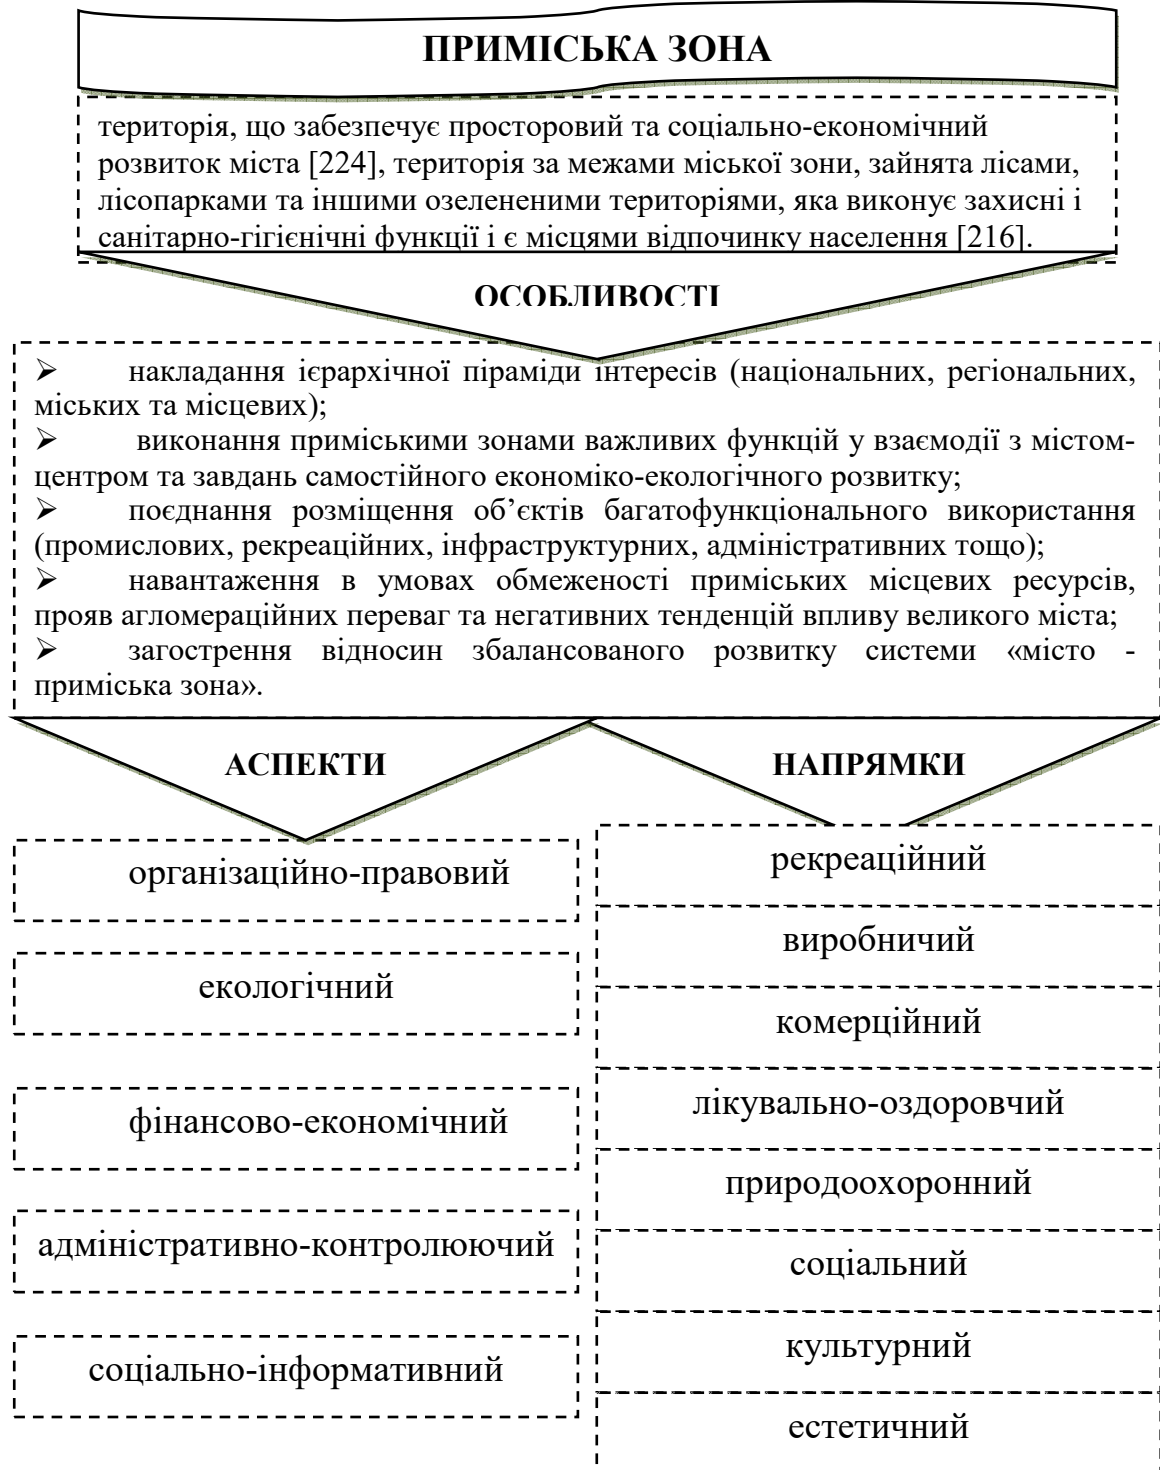 ПРИМІСЬКА ЗОНА
територія, що забезпечує просторовий та соціально-економічний
розвиток міста [224], територія за межами міської зони, зайнята лісами,
лісопарками та іншими озелененими територіями, яка виконує захисні і
санітарно-гігієнічні функції і є місцями відпочинку населення [216].
ОСОБЛИВОСТІ
➢ накладання ієрархічної піраміди інтересів (національних, регіональних,
міських та місцевих);
➢ виконання приміськими зонами важливих функцій у взаємодії з містом-
центром та завдань самостійного економіко-екологічного розвитку;
➢ поєднання розміщення об’єктів багатофункціонального використання
(промислових, рекреаційних, інфраструктурних, адміністративних тощо);
➢ навантаження в умовах обмеженості приміських місцевих ресурсів,
прояв агломераційних переваг та негативних тенденцій впливу великого міста;
➢ загострення відносин збалансованого розвитку системи «місто -
приміська зона».
АСПЕКТИ
організаційно-правовий
екологічний
фінансово-економічний
адміністративно-контролюючий
соціально-інформативний
НАПРЯМКИ
рекреаційний
виробничий
комерційний
лікувально-оздоровчий
природоохоронний
соціальний
культурний
естетичний